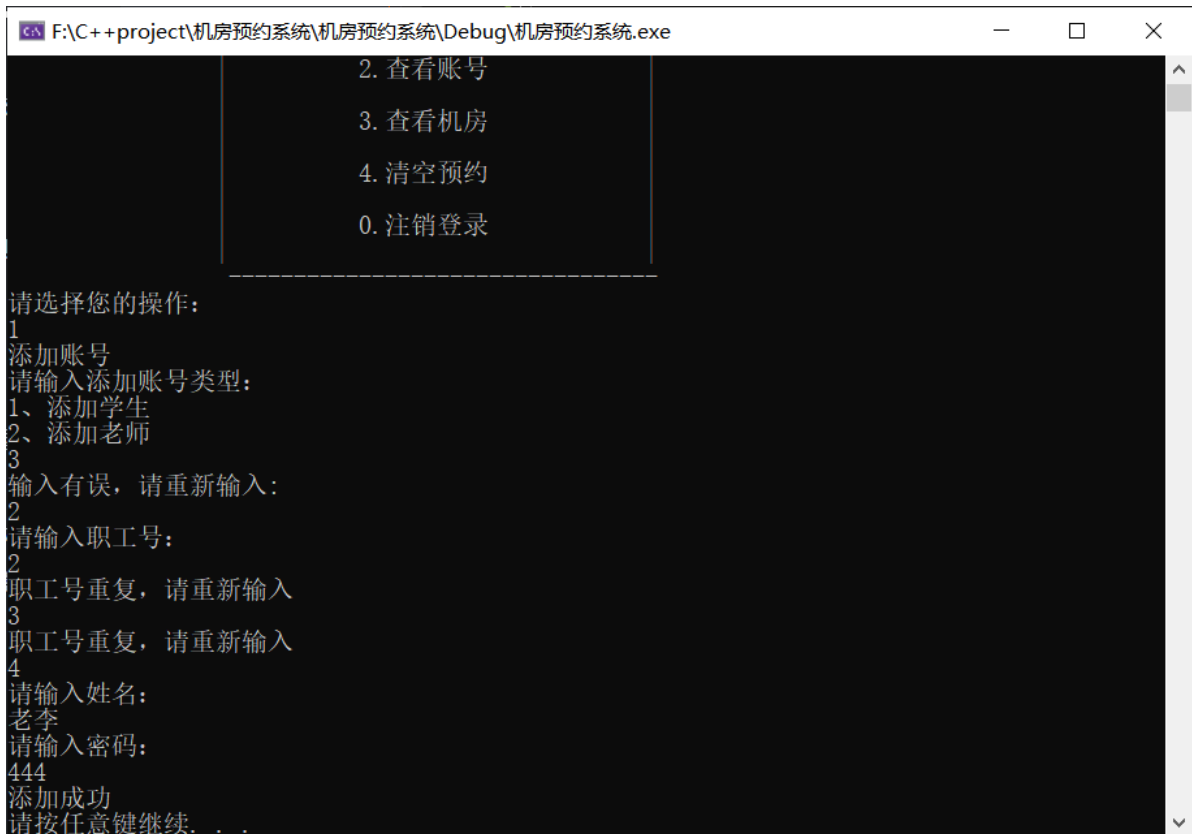 F:\C++project\机房预约系统\机房预约系统\Debug\机房预约系统.exe
2.查看账号
3.查看机房
4.清空预约
0.注销登录
---------------------------------
请选择您的操作:
1
添加账号
请输入添加账号类型:
1、添加学生
2、添加老师
3
输入有误，请重新输入:
2
请输入职工号:
2
职工号重复，请重新输入
3
职工号重复，请重新输入
4
请输入姓名:
老李
请输入密码:
444
添加成功
请按任意键继续. . .